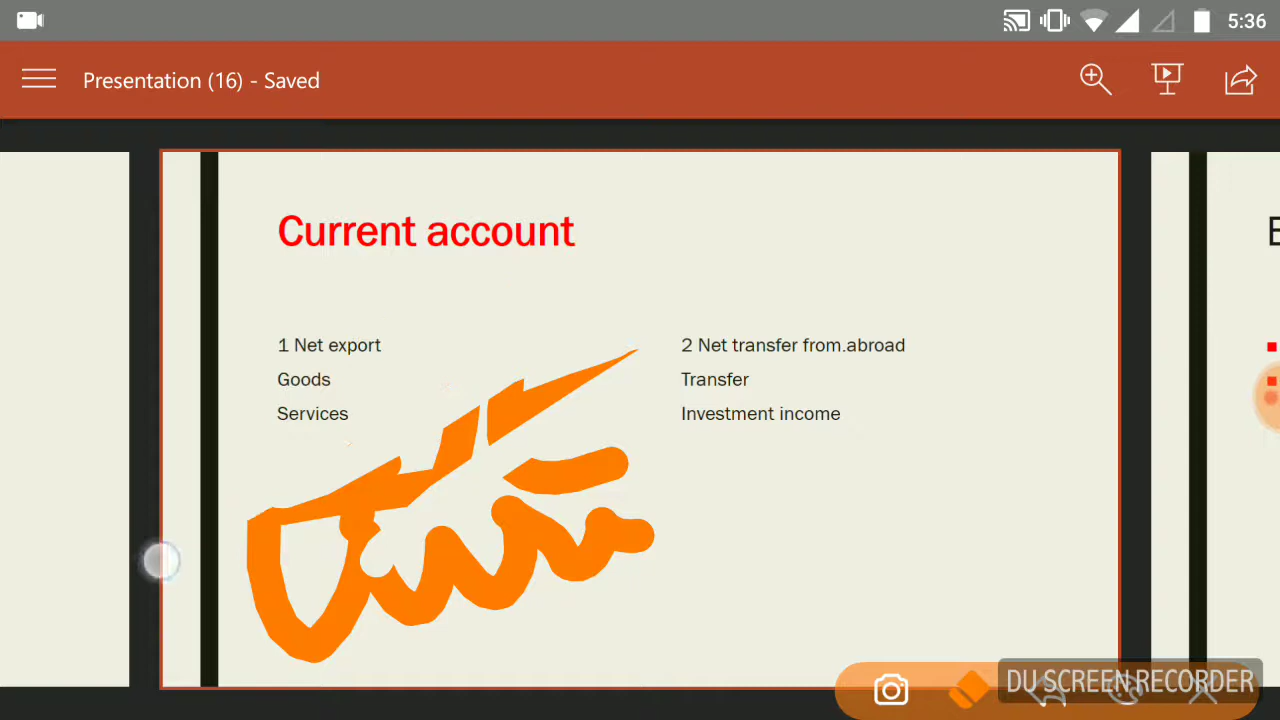 5:36
Presentation (16) - Saved
Current account
1 Net export
Goods
Services
2 Net transfer from.abroad
Transfer
Investment income
E
DU SCREEN RECORDER